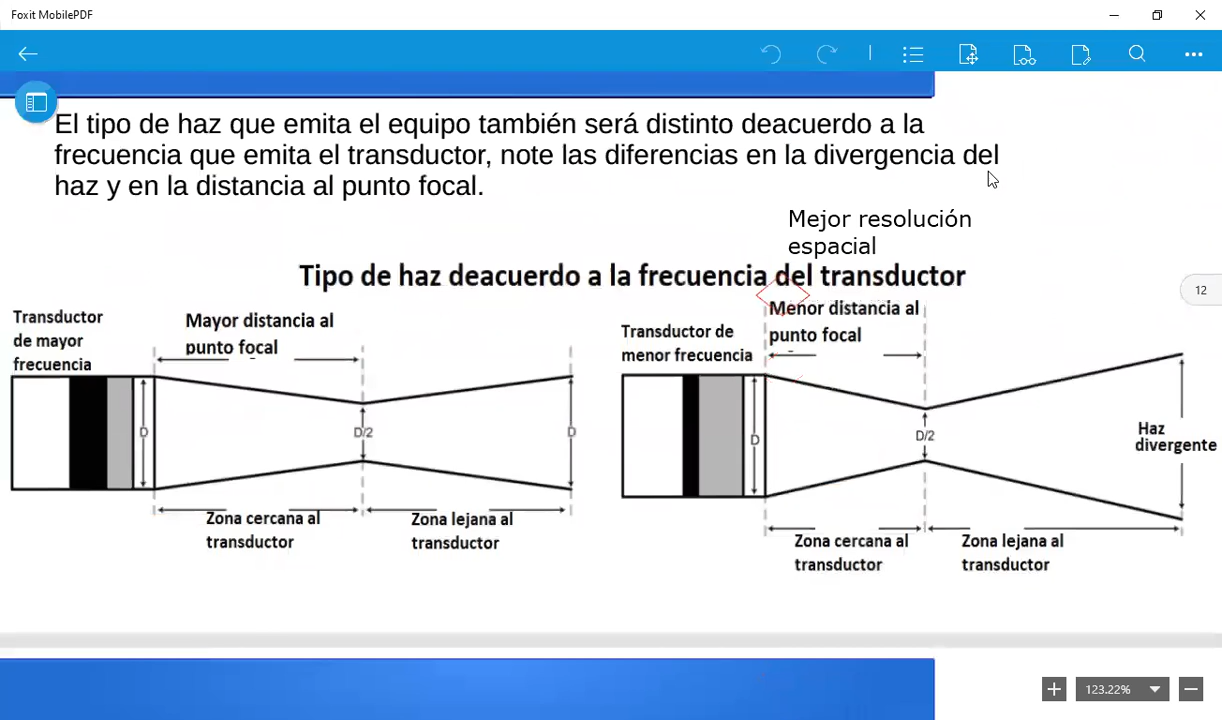 Foxit MobilePDF
El tipo de haz que emita el equipo también será distinto deacuerdo a la
frecuencia que emita el transductor, note las diferencias en la divergencia del
haz y en la distancia al punto focal.
Mejor resolución
espacial
Tipo de haz deacuerdo a la frecuencia del transductor
12
Transductor
de mayor
frecuencia
Mayor distancia al
punto focal
D
D/2
D
Zona cercana al
transductor
Zona lejana al
transductor
Transductor de
menor frecuencia
Menor distancia al
punto focal
D
D/2
Haz
divergente
Zona cercana al
transductor
Zona lejana al
transductor
123.22%